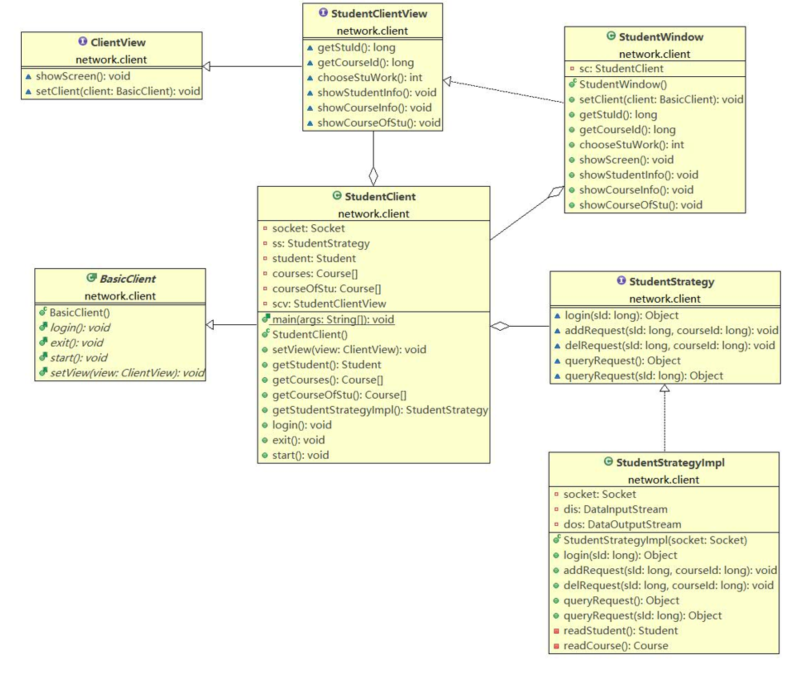 ClientView
network.client
showScreen(): void
setClient(client: BasicClient): void
StudentClientView
network.client
getStuId(): long
getCourseId(): long
chooseStuWork(): int
showStudentInfo(): void
showCourseInfo(): void
showCourseOfStu(): void
StudentWindow
network.client
sc: StudentClient
StudentWindow()
setClient(client: BasicClient): void
getStuId(): long
getCourseId(): long
chooseStuWork(): int
showScreen(): void
showStudentInfo(): void
showCourseInfo(): void
showCourseOfStu(): void
StudentClient
network.client
socket: Socket
ss: StudentStrategy
student: Student
courses: Course[]
courseOfStu: Course[]
scv: StudentClientView
main(args: String[]): void
StudentClient()
setView(view: ClientView): void
getStudent(): Student
getCourses(): Course[]
getCourseOfStu(): Course[]
getStudentStrategyImpl(): StudentStrategy
login(): void
exit(): void
start(): void
BasicClient
network.client
BasicClient()
login(): void
exit(): void
start(): void
setView(view: ClientView): void
StudentStrategy
network.client
login(sId: long): Object
addRequest(sId: long, courseId: long): void
delRequest(sId: long, courseId: long): void
queryRequest(): Object
queryRequest(sId: long): Object
StudentStrategyImpl
network.client
socket: Socket
dis: DataInputStream
dos: DataOutputStream
StudentStrategyImpl(socket: Socket)
login(sId: long): Object
addRequest(sId: long, courseId: long): void
delRequest(sId: long, courseId: long): void
queryRequest(): Object
queryRequest(sId: long): Object
readStudent(): Student
readCourse(): Course